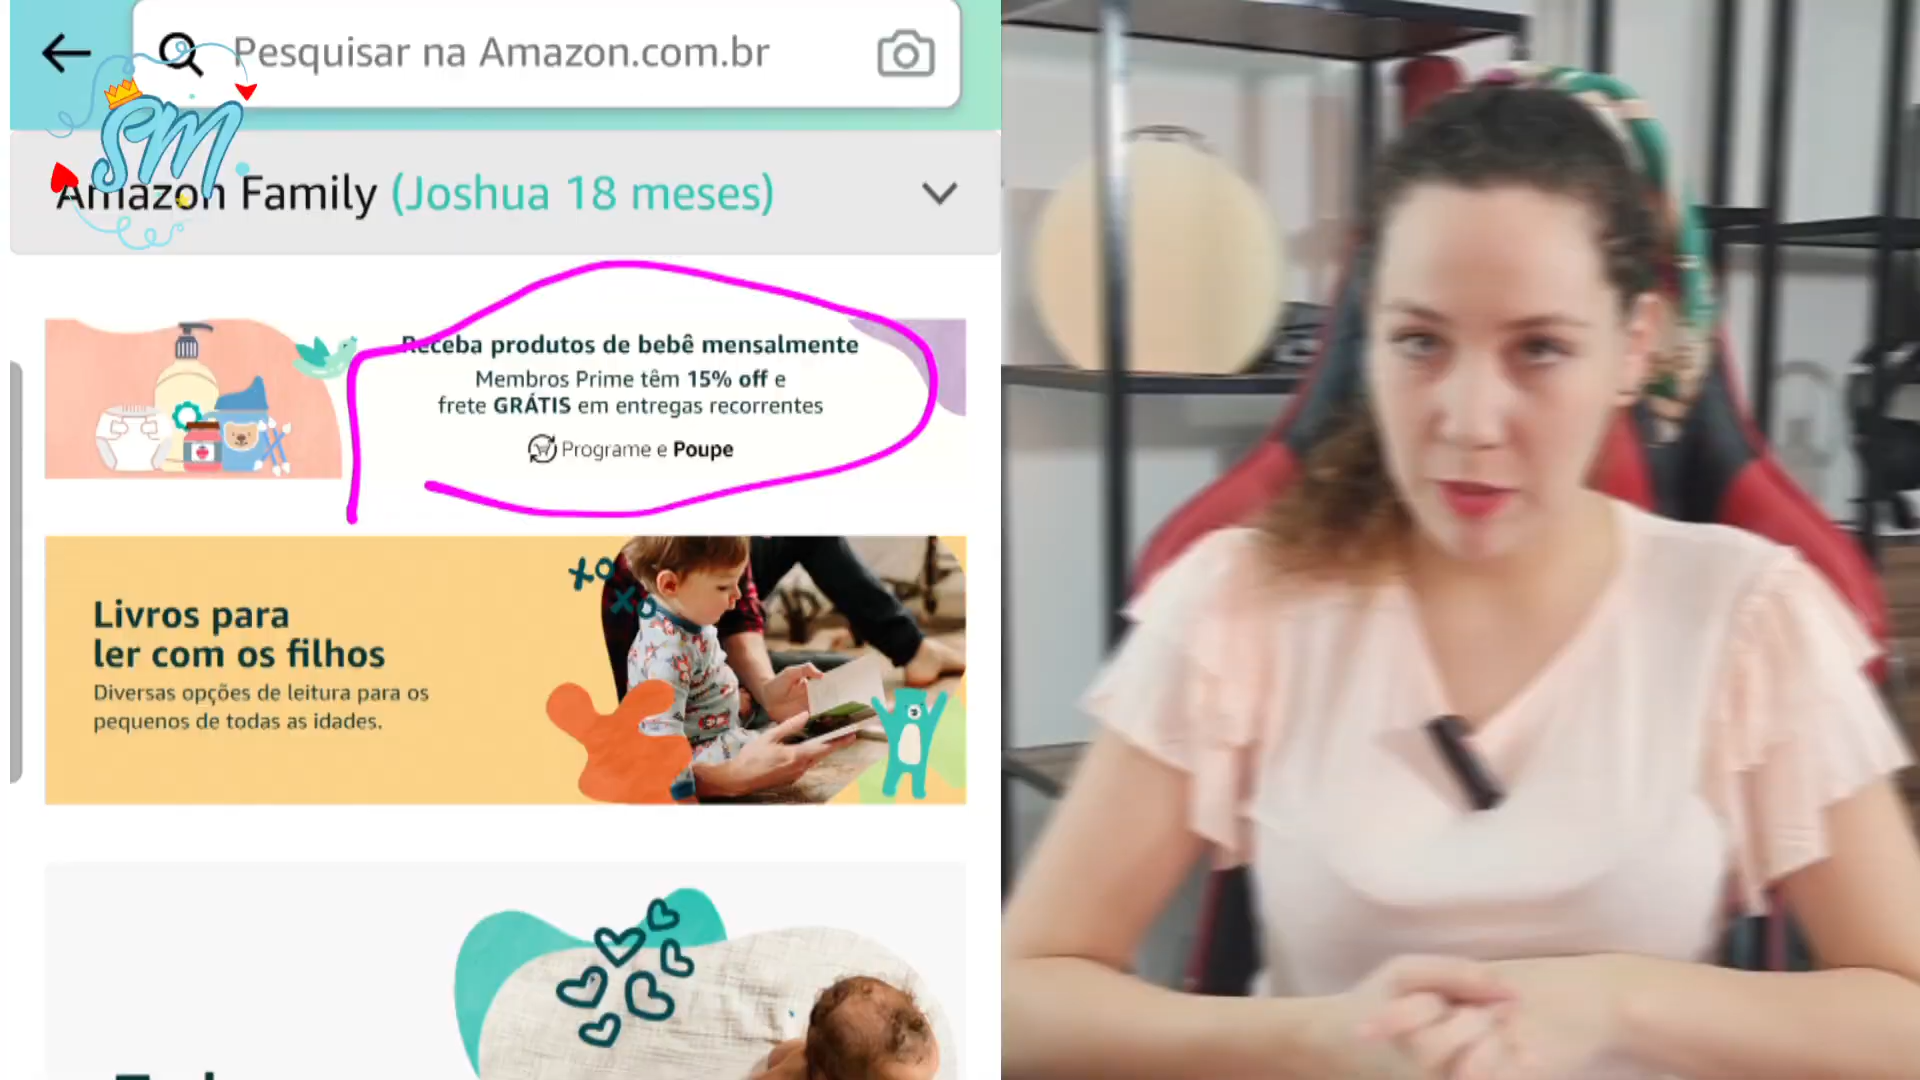 Pesquisar na Amazon.com.br
SM
Amazon Family (Joshua 18 meses)
Receba produtos de bebê mensalmente
Membros Prime têm 15% off e
frete GRÁTIS em entregas recorrentes
Programe e Poupe
Livros para
ler com os filhos
Diversas opções de leitura para os
pequenos de todas as idades.